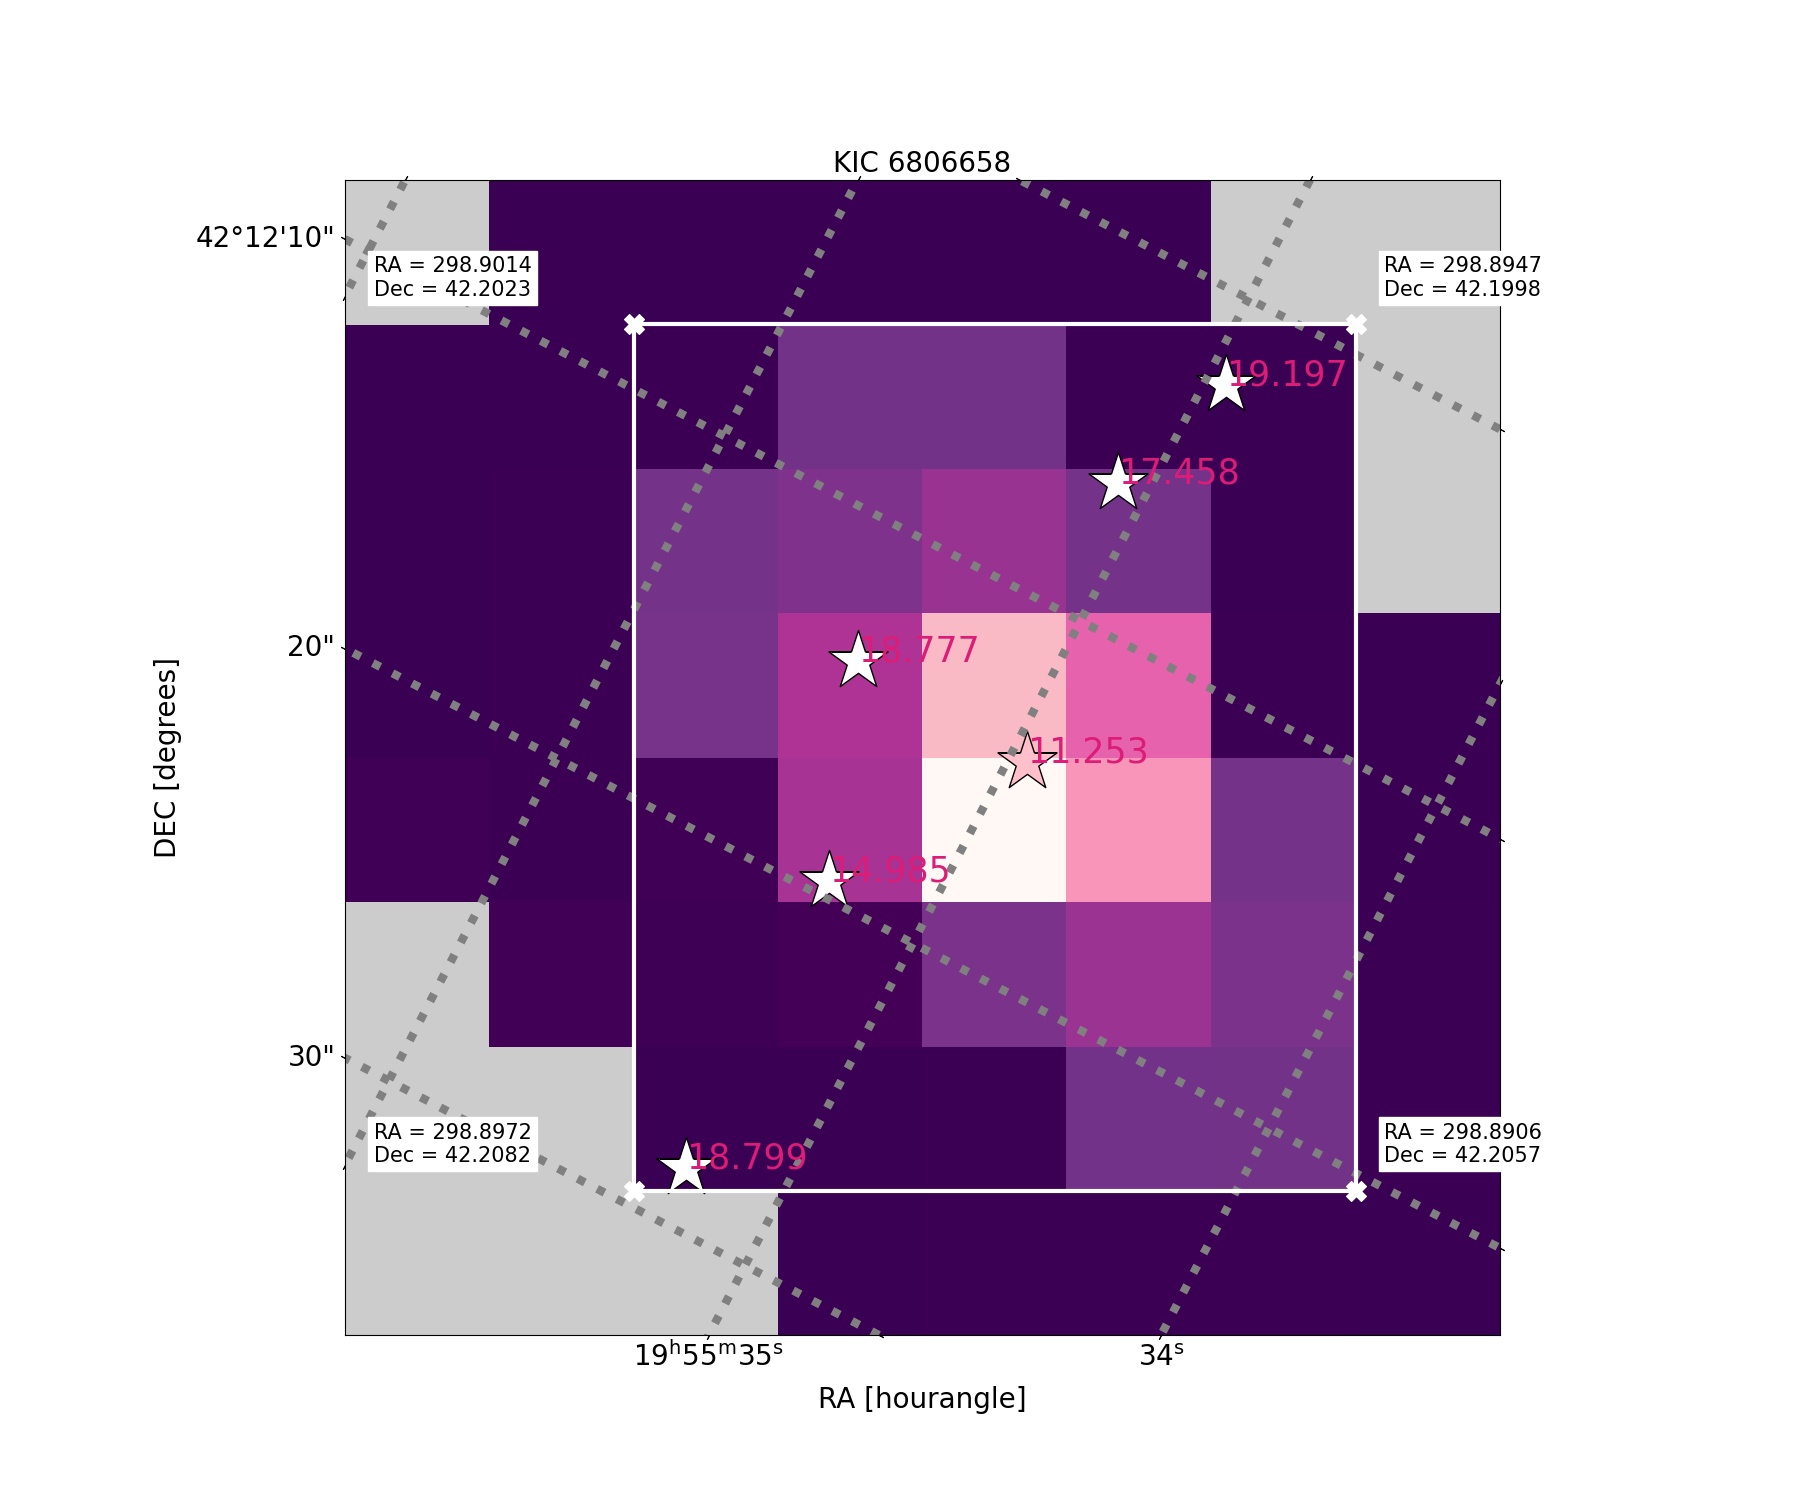 KIC 6806658
42°12'10"
RA = 298.9014
Dec = 42.2023
RA = 298.8947
Dec = 42.1998
19.197
17.458
20"
18.777
11.253
DEC [degrees]
14.985
30"
RA = 298.8972
Dec = 42.2082
RA = 298.8906
Dec = 42.2057
18.799
19ʰ55ᵐ35ˢ
34ˢ
RA [hourangle]